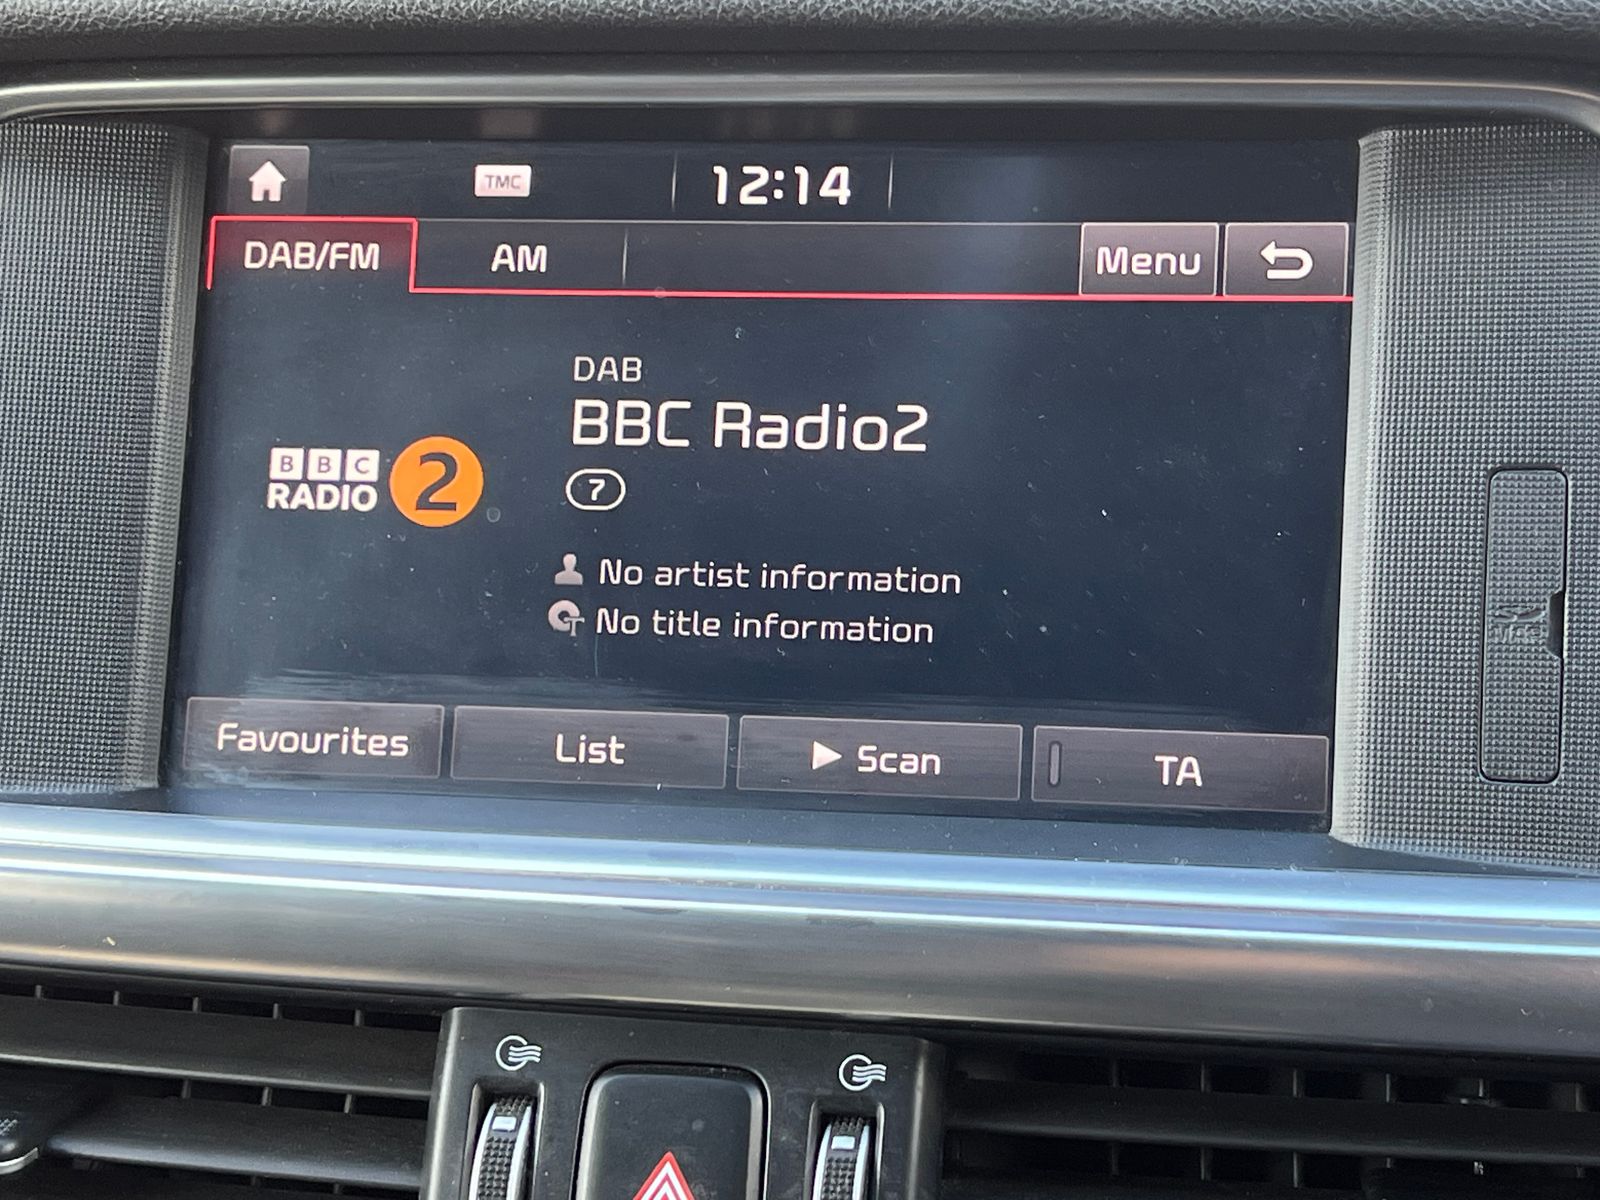 TMC
12:14
DAB/FM AM Menu
DAB
BBC Radio2
BBC
RADIO 2
7
No artist information
No title information
Favourites List Scan TA